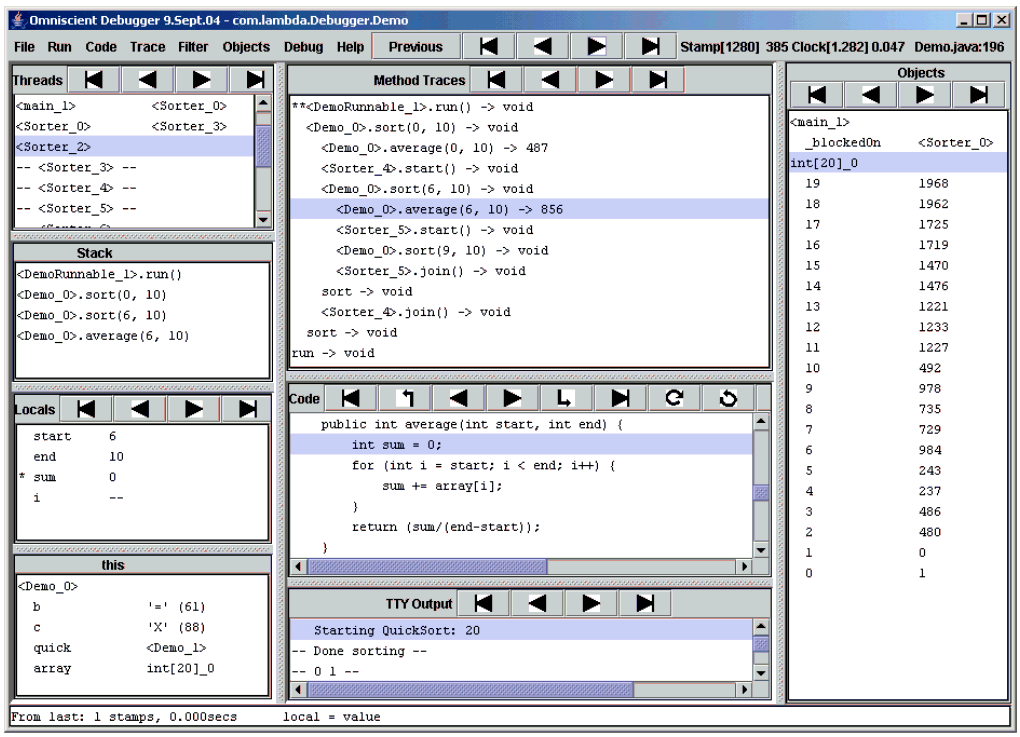 Omniscient Debugger 9.Sept.04 - com.lambda.Debugger.Demo
File Run Code Trace Filter Objects Debug Help Previous Stamp[1280] 385 Clock[1.282] 0.047 Demo.java:196
Threads
<main_1> <Sorter_0>
<Sorter_0> <Sorter_3>
<Sorter_2>
-- <Sorter_3> --
-- <Sorter_4> --
-- <Sorter_5> --
Stack
<DemoRunnable_1>.run()
<Demo_0>.sort(0, 10)
<Demo_0>.sort(6, 10)
<Demo_0>.average(6, 10)
Locals
start 6
end 10
* sum 0
i --
this
<Demo_0>
b '=' (61)
c 'X' (88)
quick <Demo_1>
array int[20]_0
Method Traces
**<DemoRunnable_1>.run() -> void
<Demo_0>.sort(0, 10) -> void
<Demo_0>.average(0, 10) -> 487
<Sorter_4>.start() -> void
<Demo_0>.sort(6, 10) -> void
<Demo_0>.average(6, 10) -> 856
<Sorter_5>.start() -> void
<Demo_0>.sort(9, 10) -> void
<Sorter_5>.join() -> void
sort -> void
<Sorter_4>.join() -> void
sort -> void
run -> void
Code
public int average(int start, int end) {
int sum = 0;
for (int i = start; i < end; i++) {
sum += array[i];
}
return (sum/(end-start));
}
TTY Output
Starting QuickSort: 20
-- Done sorting --
-- 0 1 --
Objects
<main_1>
_blockedOn <Sorter_0>
int[20]_0
19 1968
18 1962
17 1725
16 1719
15 1470
14 1476
13 1221
12 1233
11 1227
10 492
9 978
8 735
7 729
6 984
5 243
4 237
3 486
2 480
1 0
0 1
From last: 1 stamps, 0.000secs local = value